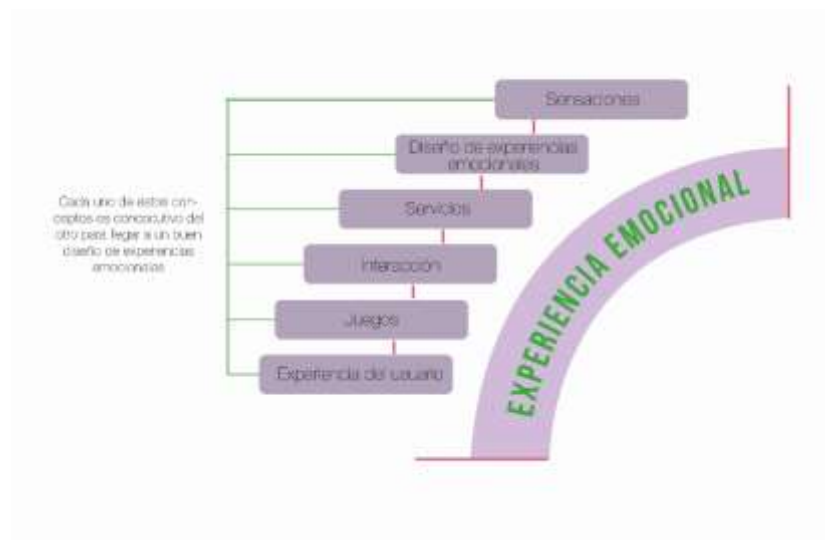 Sensaciones
Diseño de experiencias
emocionales
Servicios
Interacción
Juegos
Experiencia del usuario
Cada uno de estos con-
ceptos es concocutivo del
otro para llegar a un buen
diseño de experiencias
emocionales
EXPERIENCIA EMOCIONAL